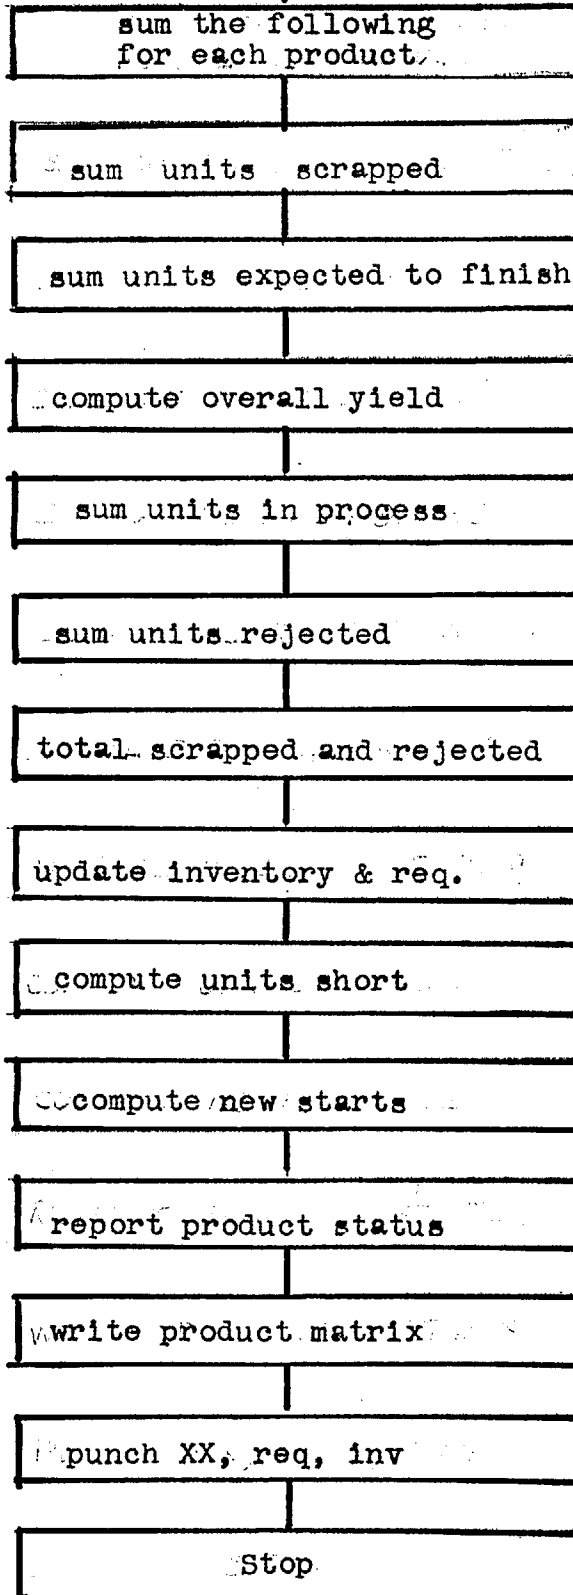 sum the following
for each product
sum units scrapped
sum units expected to finish
compute overall yield
sum units in process
sum units rejected
total scrapped and rejected
update inventory & req.
compute units short
compute new starts
report product status
write product matrix
punch XX, req, inv
Stop